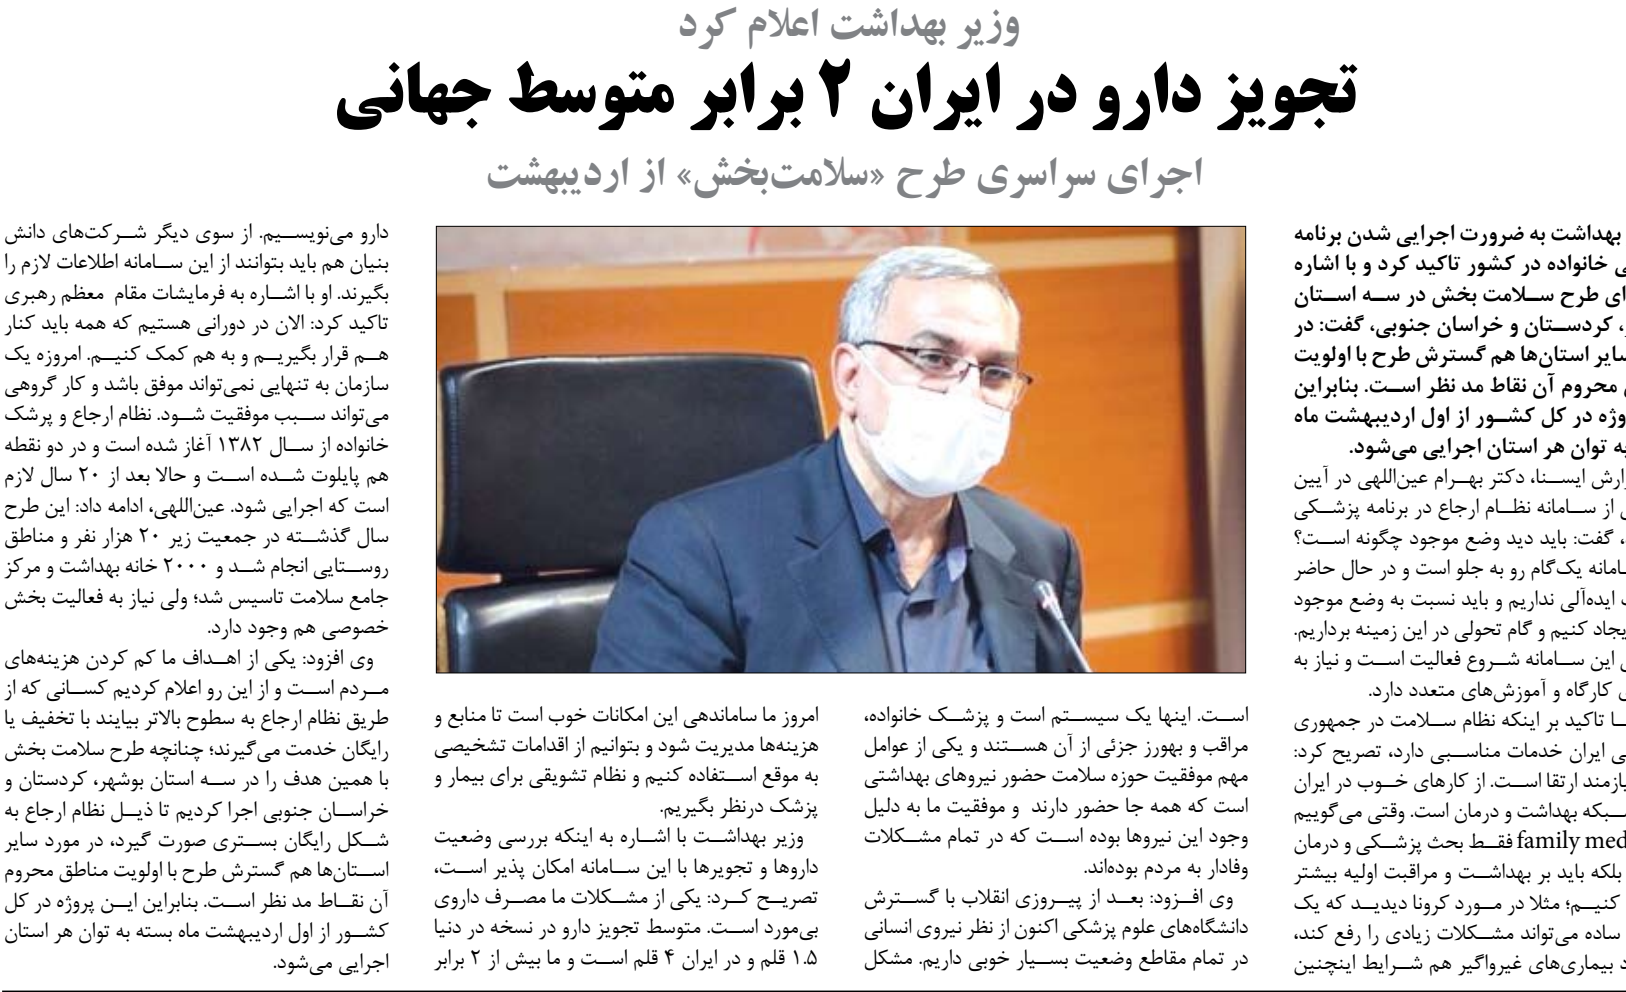 وزیر بهداشت اعلام کرد
تجویز دارو در ایران ۲ برابر متوسط جهانی
اجرای سراسری طرح «سلامت‌بخش» از اردیبهشت
بهداشت به ضرورت اجرایی شدن برنامه
خانواده در کشور تاکید کرد و با اشاره
طرح سلامت بخش در سه استان
کردستان و خراسان جنوبی، گفت: در
سایر استان‌ها هم گسترش طرح با اولویت
محروم آن نقاط مد نظر است. بنابراین
در کل کشور از اول اردیبهشت ماه
به توان هر استان اجرایی می‌شود.
ایسنا، دکتر بهرام عین‌اللهی در آیین
از سامانه نظام ارجاع در برنامه پزشکی
گفت: باید دید وضع موجود چگونه است؟
یک‌گام رو به جلو است و در حال حاضر
ایده‌آلی نداریم و باید نسبت به وضع موجود
کنیم و گام تحولی در این زمینه برداریم.
این سامانه شروع فعالیت است و نیاز به
کارگاه و آموزش‌های متعدد دارد.
تاکید بر اینکه نظام سلامت در جمهوری
ایران خدمات مناسبی دارد، تصریح کرد:
ارتقا است. از کارهای خوب در ایران
بهداشت و درمان است. وقتی می‌گوییم
family med فقط بحث پزشکی و درمان
بلکه باید بر بهداشت و مراقبت اولیه بیشتر
کنیم؛ مثلا در مورد کرونا دیدید که یک
ساده می‌تواند مشکلات زیادی را رفع کند،
بیماری‌های غیرواگیر هم شرایط اینچنین
است. اینها یک سیستم است و پزشک خانواده،
مراقب و بهورز جزئی از آن هستند و یکی از عوامل
مهم موفقیت حوزه سلامت حضور نیروهای بهداشتی
است که همه جا حضور دارند و موفقیت ما به دلیل
وجود این نیروها بوده است که در تمام مشکلات
وفادار به مردم بوده‌اند.
وی افزود: بعد از پیروزی انقلاب با گسترش
دانشگاه‌های علوم پزشکی اکنون از نظر نیروی انسانی
در تمام مقاطع وضعیت بسیار خوبی داریم. مشکل
امروز ما ساماندهی این امکانات خوب است تا منابع و
هزینه‌ها مدیریت شود و بتوانیم از اقدامات تشخیصی
به موقع استفاده کنیم و نظام تشویقی برای بیمار و
پزشک درنظر بگیریم.
وزیر بهداشت با اشاره به اینکه بررسی وضعیت
داروها و تجویزها با این سامانه امکان پذیر است،
تصریح کرد: یکی از مشکلات ما مصرف داروی
بی‌مورد است. متوسط تجویز دارو در نسخه در دنیا
۱.۵ قلم و در ایران ۴ قلم است و ما بیش از ۲ برابر
دارو می‌نویسیم. از سوی دیگر شرکت‌های دانش
بنیان هم باید بتوانند از این سامانه اطلاعات لازم را
بگیرند. او با اشاره به فرمایشات مقام معظم رهبری
تاکید کرد: الان در دورانی هستیم که همه باید کنار
هم قرار بگیریم و به هم کمک کنیم. امروزه یک
سازمان به تنهایی نمی‌تواند موفق باشد و کار گروهی
می‌تواند سبب موفقیت شود. نظام ارجاع و پرشک
خانواده از سال ۱۳۸۲ آغاز شده است و در دو نقطه
هم پایلوت شده است و حالا بعد از ۲۰ سال لازم
است که اجرایی شود. عین‌اللهی، ادامه داد: این طرح
سال گذشته در جمعیت زیر ۲۰ هزار نفر و مناطق
روستایی انجام شد و ۲۰۰۰ خانه بهداشت و مرکز
جامع سلامت تاسیس شد؛ ولی نیاز به فعالیت بخش
خصوصی هم وجود دارد.
وی افزود: یکی از اهداف ما کم کردن هزینه‌های
مردم است و از این رو اعلام کردیم کسانی که از
طریق نظام ارجاع به سطوح بالاتر بیایند با تخفیف یا
رایگان خدمت می‌گیرند؛ چنانچه طرح سلامت بخش
با همین هدف را در سه استان بوشهر، کردستان و
خراسان جنوبی اجرا کردیم تا ذیل نظام ارجاع به
شکل رایگان بستری صورت گیرد، در مورد سایر
استان‌ها هم گسترش طرح با اولویت مناطق محروم
آن نقاط مد نظر است. بنابراین این پروژه در کل
کشور از اول اردیبهشت ماه بسته به توان هر استان
اجرایی می‌شود.